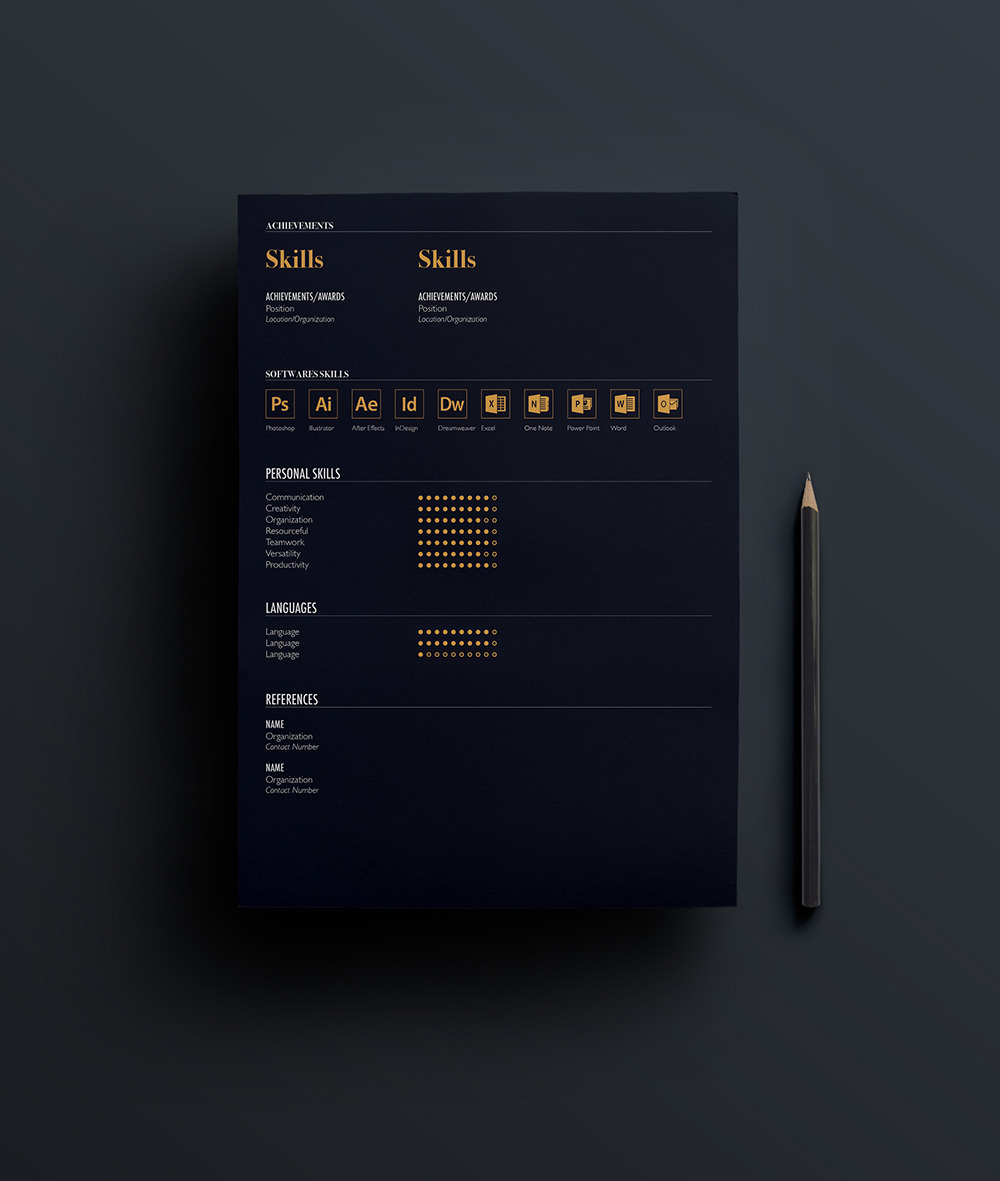 ACHIEVEMENTS
Skills Skills
ACHIEVEMENTS/AWARDS ACHIEVEMENTS/AWARDS
Position Position
Location/Organization Location/Organization
SOFTWARES SKILLS
Ps Ai Ae Id Dw X N P W O
Photoshop Illustrator After Effects InDesign Dreamweaver Excel One Note Power Point Word Outlook
PERSONAL SKILLS
Communication
Creativity
Organization
Resourceful
Teamwork
Versatility
Productivity
LANGUAGES
Language
Language
Language
REFERENCES
NAME
Organization
Contact Number
NAME
Organization
Contact Number